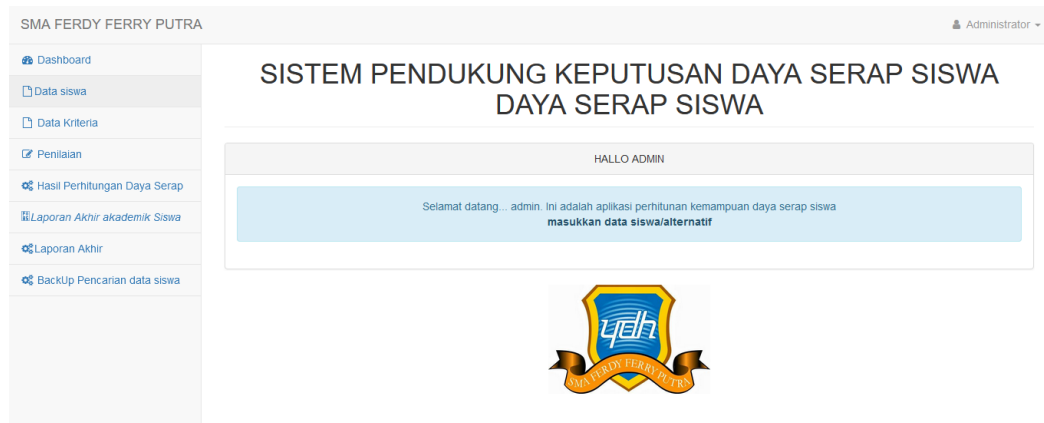 SMA FERDY FERRY PUTRA
Administrator
Dashboard
Data siswa
Data Kriteria
Penilaian
Hasil Perhitungan Daya Serap
Laporan Akhir akademik Siswa
Laporan Akhir
BackUp Pencarian data siswa
SISTEM PENDUKUNG KEPUTUSAN DAYA SERAP SISWA
DAYA SERAP SISWA
HALLO ADMIN
Selamat datang... admin. Ini adalah aplikasi perhitunan kemampuan daya serap siswa
masukkan data siswa/alternatif
ydh
SMA FERDY FERRY PUTRA